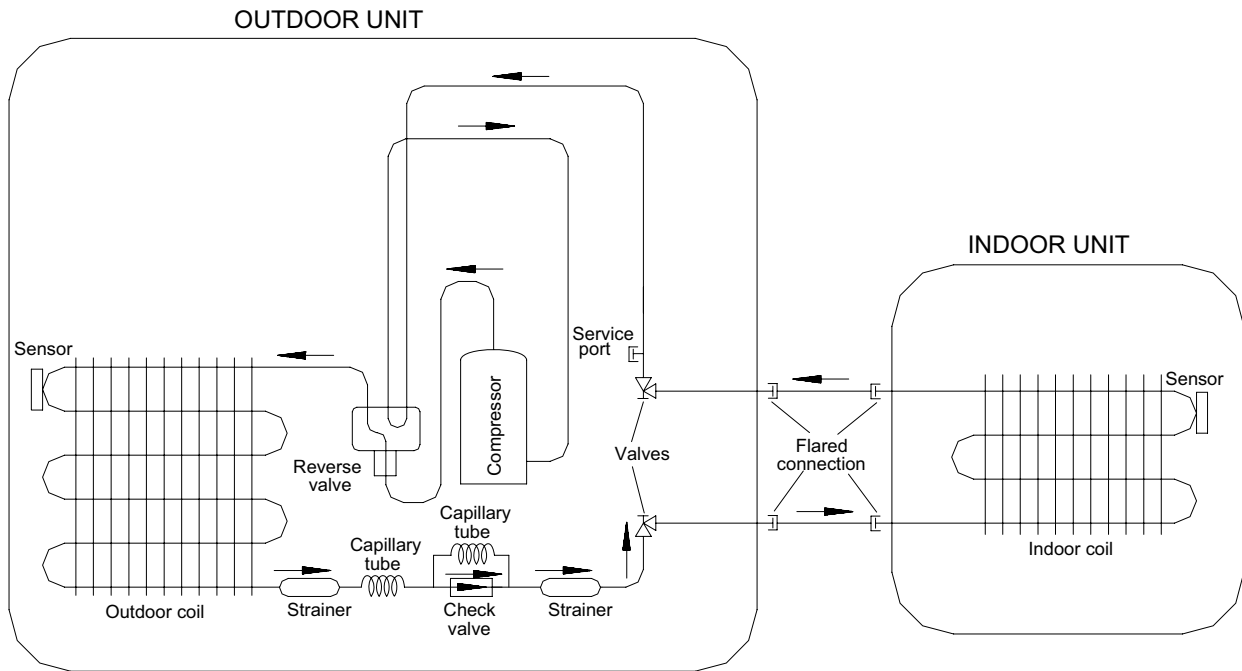 OUTDOOR UNIT
INDOOR UNIT
Service
port
Sensor
Sensor
Compressor
Reverse
valve
Valves
Flared
connection
Capillary
tube
Capillary
tube
Indoor coil
Outdoor coil
Strainer
Check
valve
Strainer